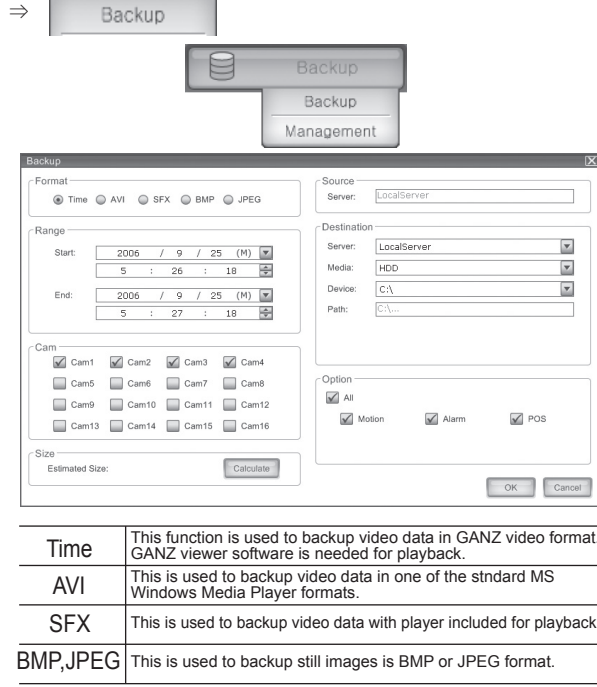 ⇒ Backup
Backup
Backup
Management
Backup
Format
Time AVI SFX BMP JPEG
Range
Start: 2006 / 9 / 25 (M)
5 : 26 : 18
End: 2006 / 9 / 25 (M)
5 : 27 : 18
Cam
Cam1 Cam2 Cam3 Cam4
Cam5 Cam6 Cam7 Cam8
Cam9 Cam10 Cam11 Cam12
Cam13 Cam14 Cam15 Cam16
Size
Estimated Size: Calculate
Source
Server: LocalServer
Destination
Server: LocalServer
Media: HDD
Device: C:\
Path: C:\...
Option
All
Motion Alarm POS
OK Cancel
Time This function is used to backup video data in GANZ video format.
GANZ viewer software is needed for playback.
AVI This is used to backup video data in one of the stndard MS
Windows Media Player formats.
SFX This is used to backup video data with player included for playback
BMP,JPEG This is used to backup still images is BMP or JPEG format.